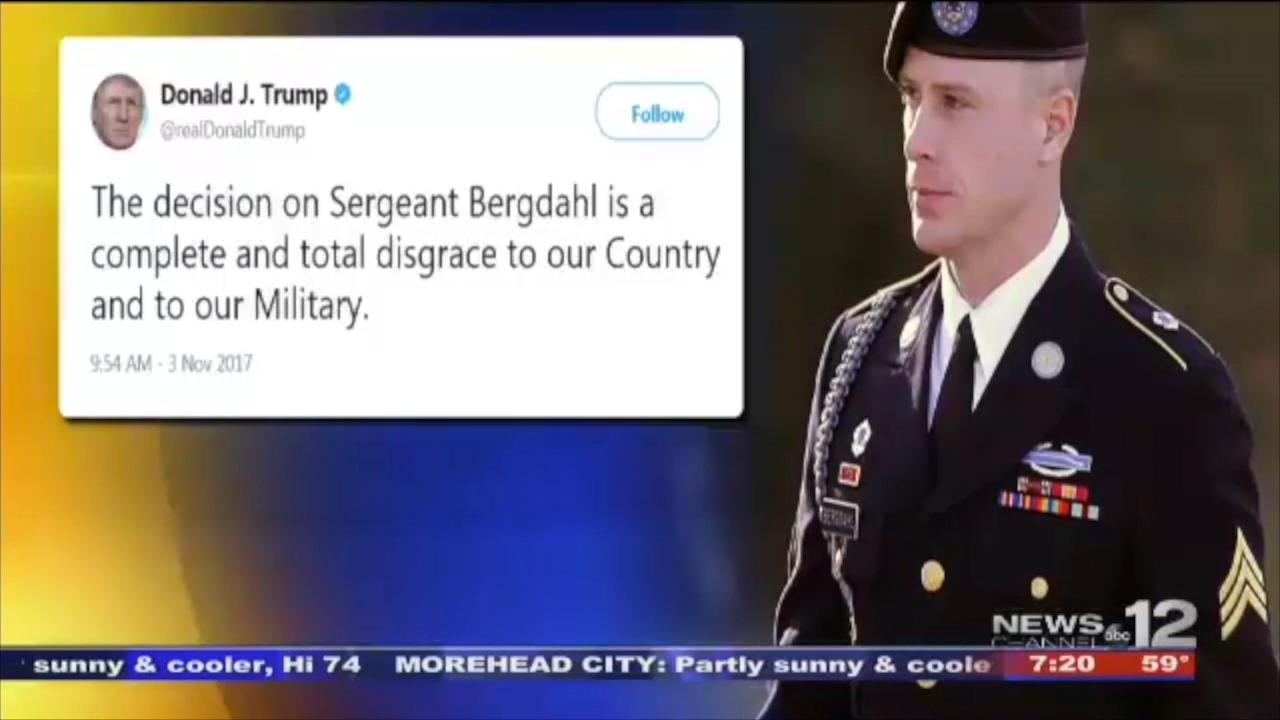 Donald J. Trump
@realDonaldTrump
Follow
The decision on Sergeant Bergdahl is a
complete and total disgrace to our Country
and to our Military.
9:54 AM - 3 Nov 2017
BERGDAHL
NEWS
CHANNEL
abc
12
sunny & cooler, Hi 74 MOREHEAD CITY: Partly sunny & coole
7:20 59°